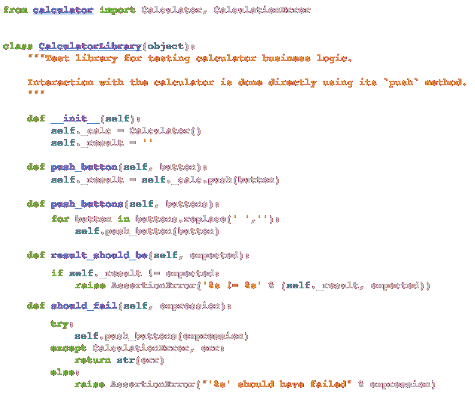 from calculator import Calculator, CalculationError
class CalculatorLibrary(object):
"""Test library for testing calculator business logic.
Interaction with the calculator is done directly using its `push` method.
"""
def __init__(self):
self._calc = Calculator()
self._result = ''
def push_button(self, button):
self._result = self._calc.push(button)
def push_buttons(self, buttons):
for button in buttons.replace(' ',''):
self.push_button(button)
def result_should_be(self, expected):
if self._result != expected:
raise AssertionError('%s != %s' % (self._result, expected))
def should_fail(self, expression):
try:
self.push_buttons(expression)
except CalculationError, err:
return str(err)
else:
raise AssertionError("'%s' should have failed" % expression)